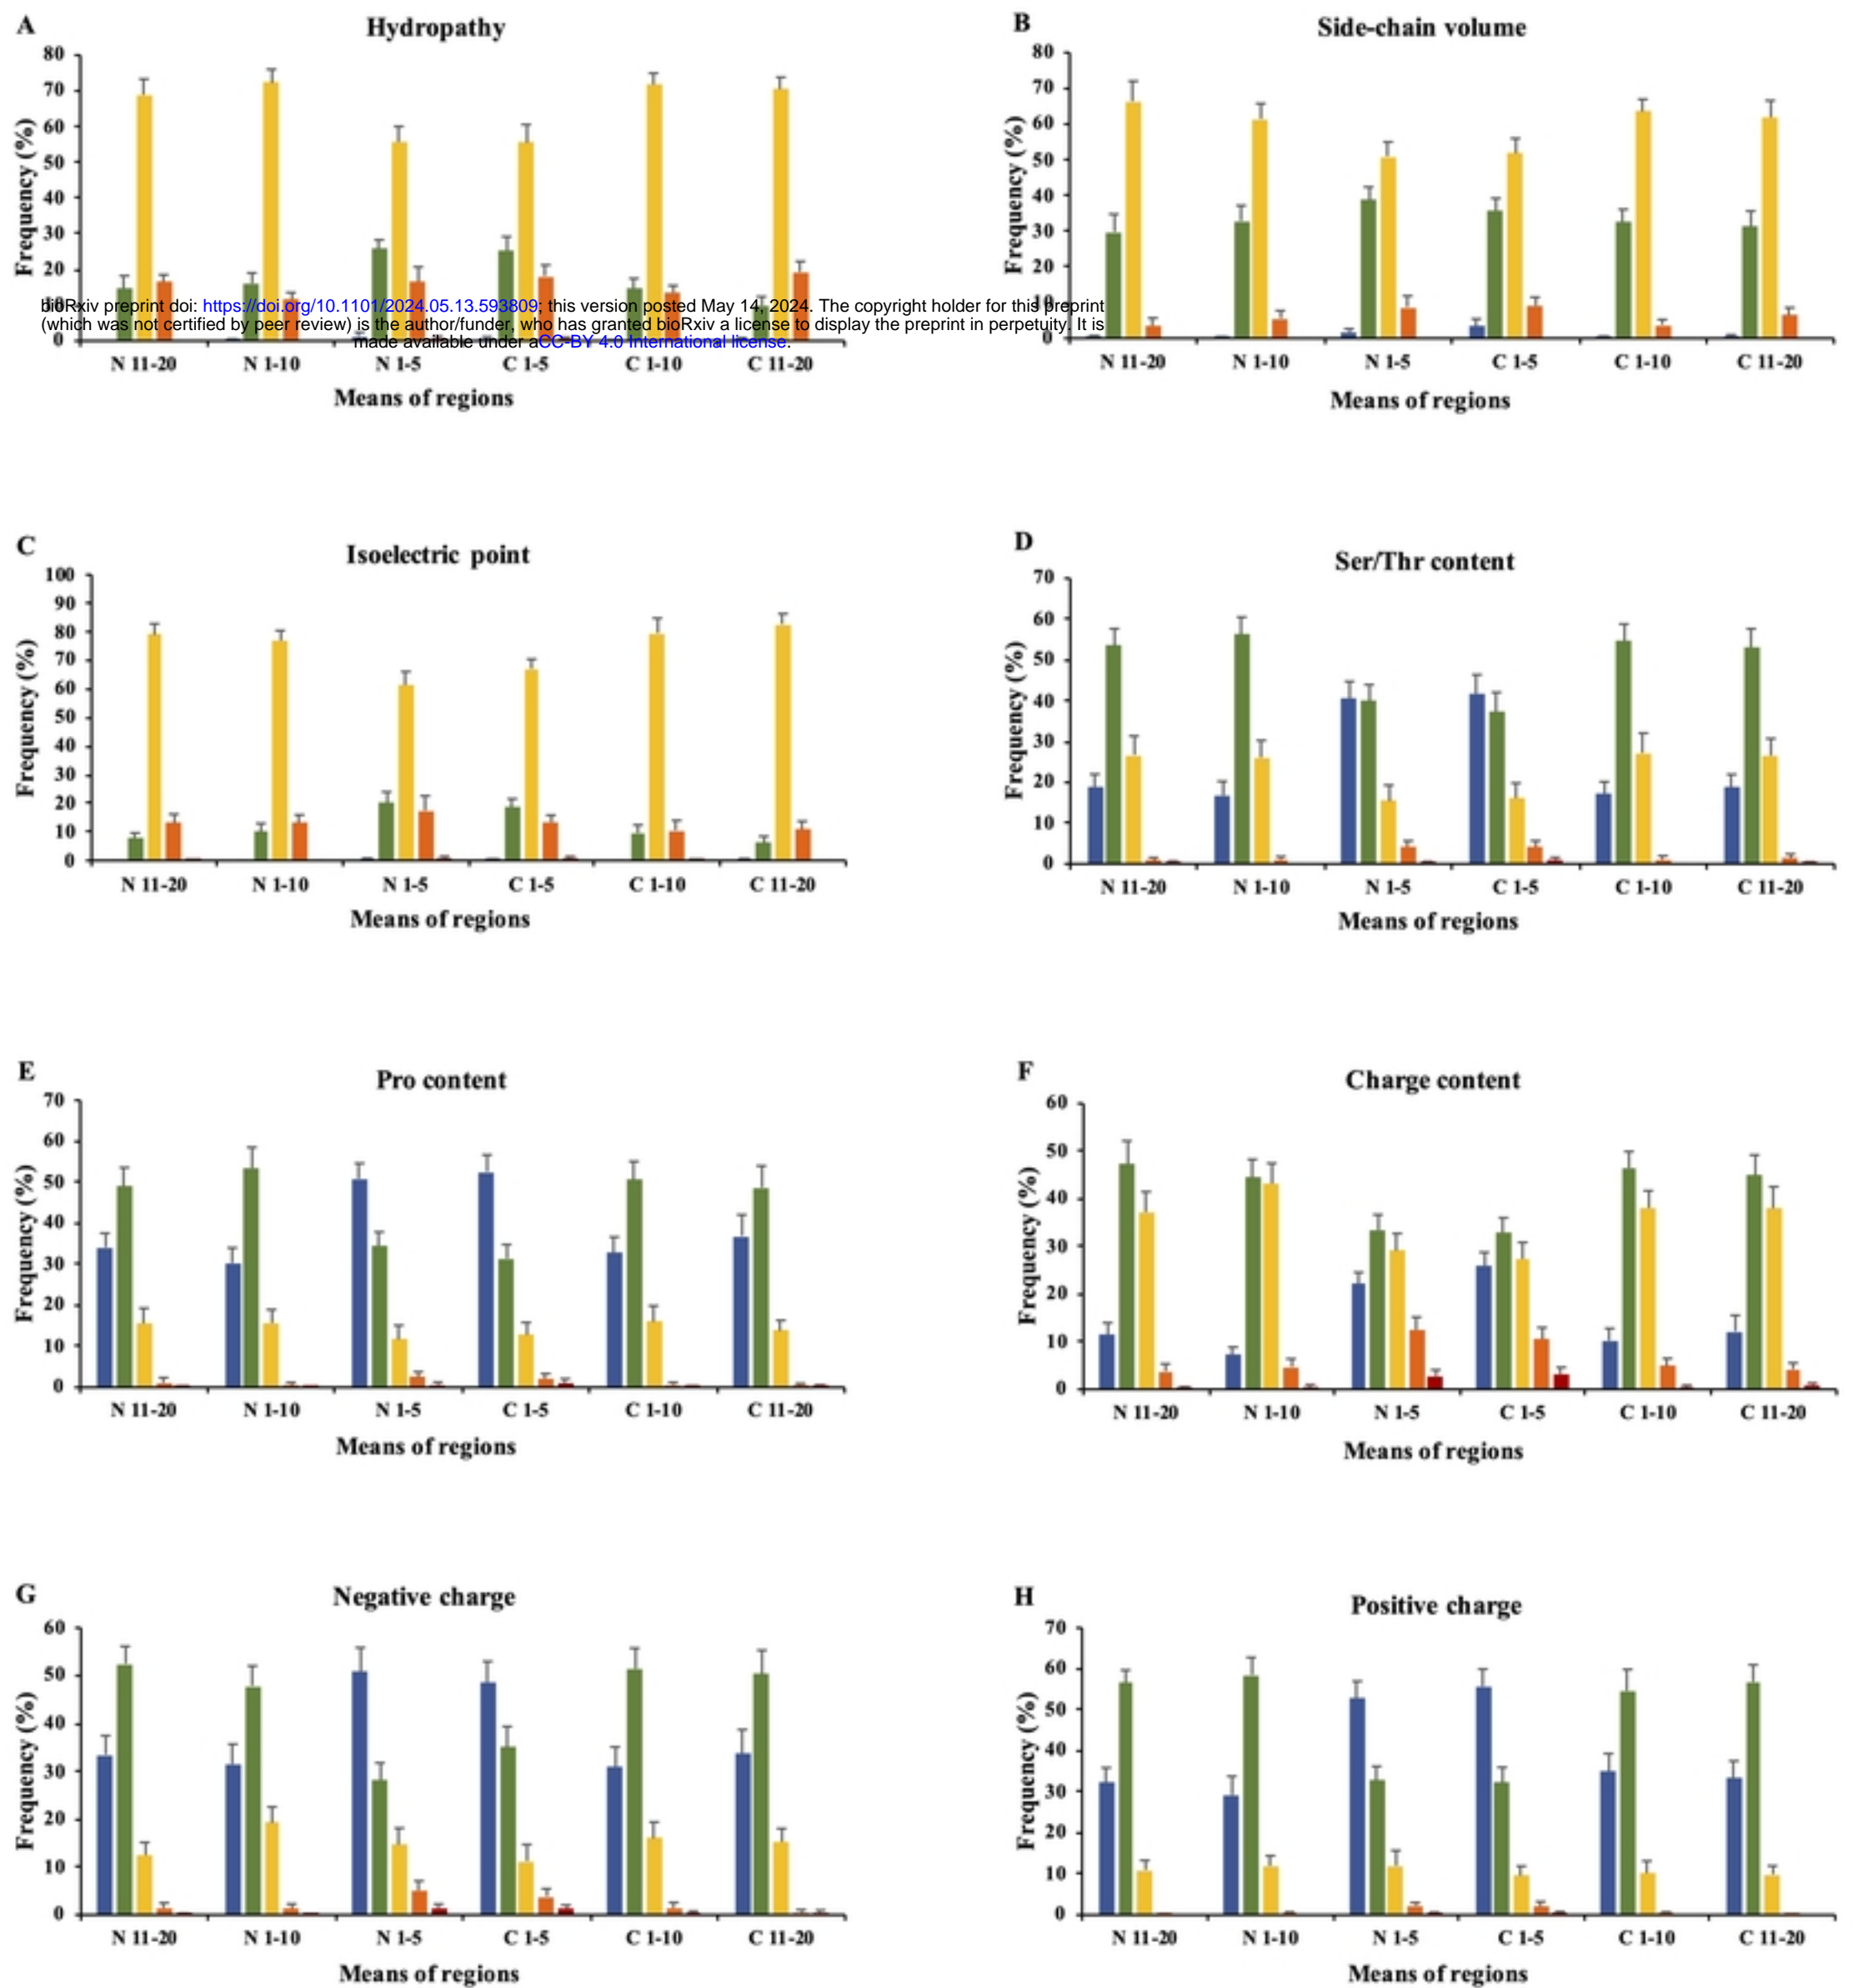 A
Hydropathy
80
70
60
50
40
30
20
10
0
Frequency (%)
N 11-20 N 1-10 N 1-5 C 1-5 C 1-10 C 11-20
Means of regions
B
Side-chain volume
80
70
60
50
40
30
20
10
0
Frequency (%)
N 11-20 N 1-10 N 1-5 C 1-5 C 1-10 C 11-20
Means of regions
bioRxiv preprint doi: https://doi.org/10.1101/2024.05.13.593809; this version posted May 14, 2024. The copyright holder for this preprint
(which was not certified by peer review) is the author/funder, who has granted bioRxiv a license to display the preprint in perpetuity. It is
made available under aCC-BY 4.0 International license.
C
Isoelectric point
100
90
80
70
60
50
40
30
20
10
0
Frequency (%)
N 11-20 N 1-10 N 1-5 C 1-5 C 1-10 C 11-20
Means of regions
D
Ser/Thr content
70
60
50
40
30
20
10
0
Frequency (%)
N 11-20 N 1-10 N 1-5 C 1-5 C 1-10 C 11-20
Means of regions
E
Pro content
70
60
50
40
30
20
10
0
Frequency (%)
N 11-20 N 1-10 N 1-5 C 1-5 C 1-10 C 11-20
Means of regions
F
Charge content
60
50
40
30
20
10
0
Frequency (%)
N 11-20 N 1-10 N 1-5 C 1-5 C 1-10 C 11-20
Means of regions
G
Negative charge
60
50
40
30
20
10
0
Frequency (%)
N 11-20 N 1-10 N 1-5 C 1-5 C 1-10 C 11-20
Means of regions
H
Positive charge
70
60
50
40
30
20
10
0
Frequency (%)
N 11-20 N 1-10 N 1-5 C 1-5 C 1-10 C 11-20
Means of regions